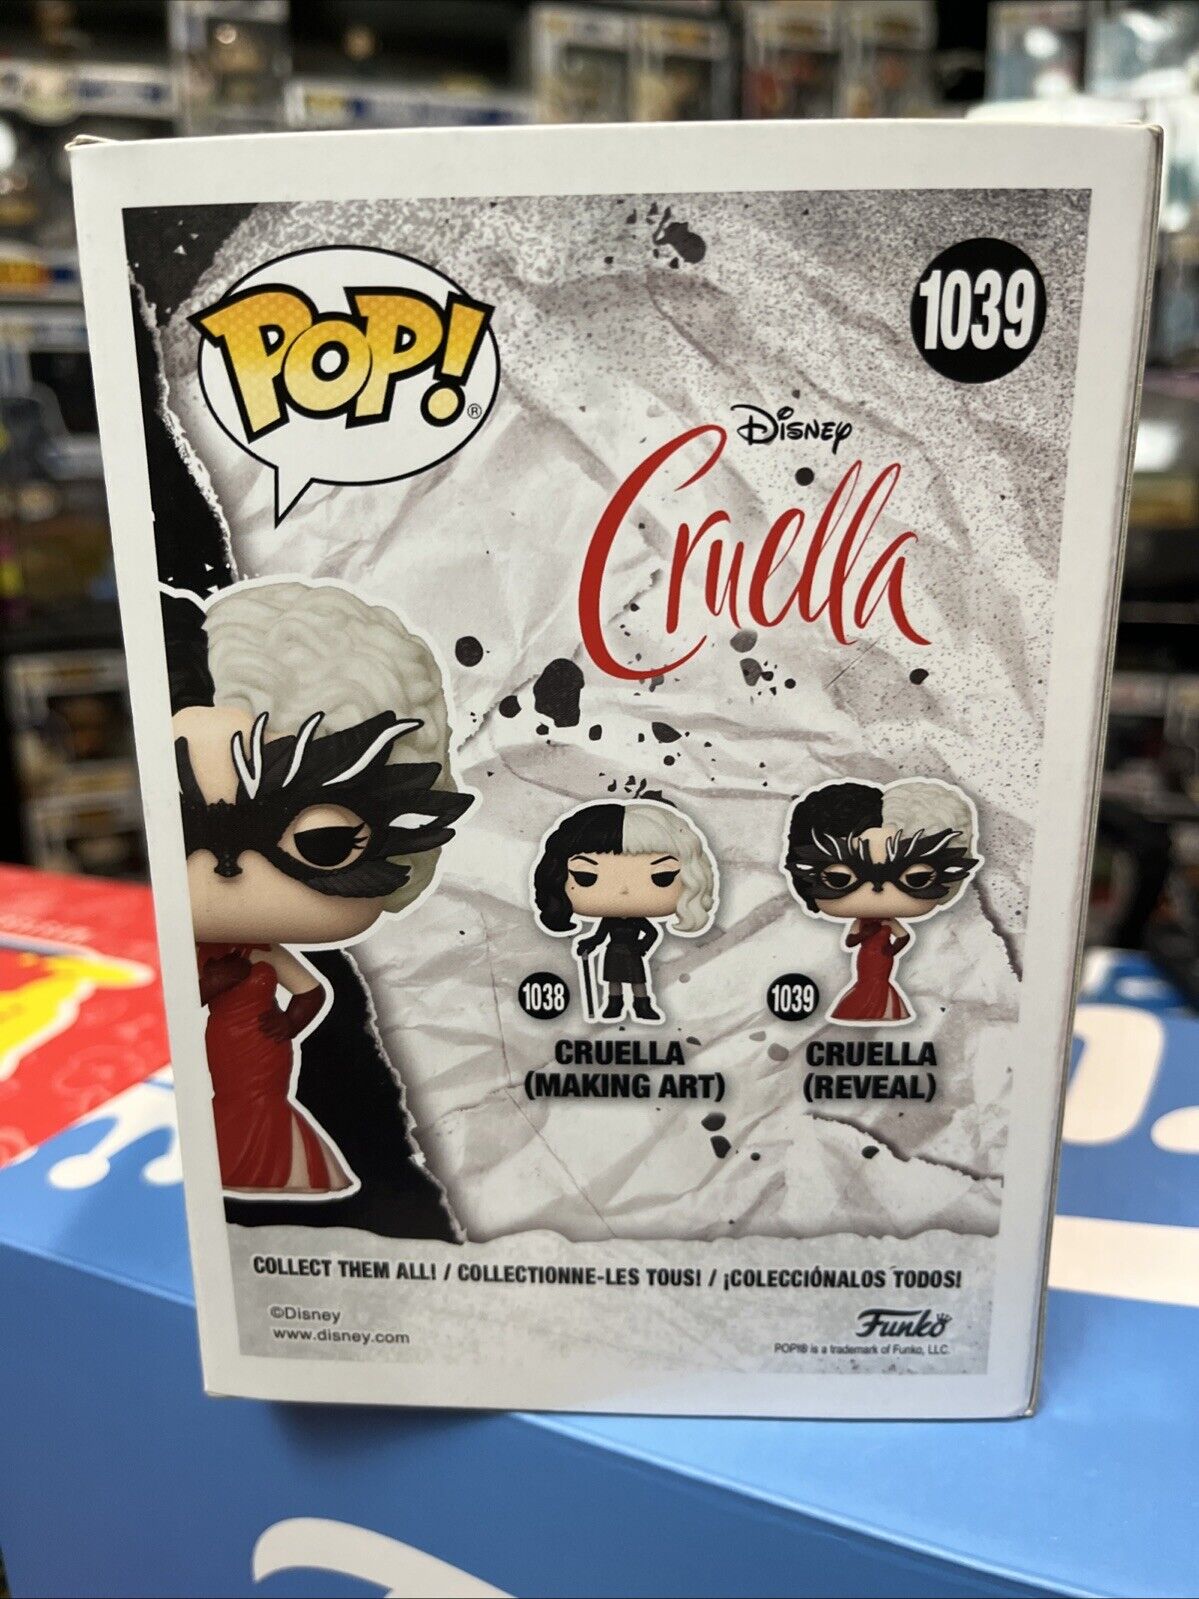 POP!®
1039
Disney
Cruella
1038
1039
CRUELLA
(MAKING ART)
CRUELLA
(REVEAL)
COLLECT THEM ALL! / COLLECTIONNE-LES TOUS! / ¡COLECCIÓNALOS TODOS!
©Disney
www.disney.com
Funko
POP!® is a trademark of Funko, LLC.